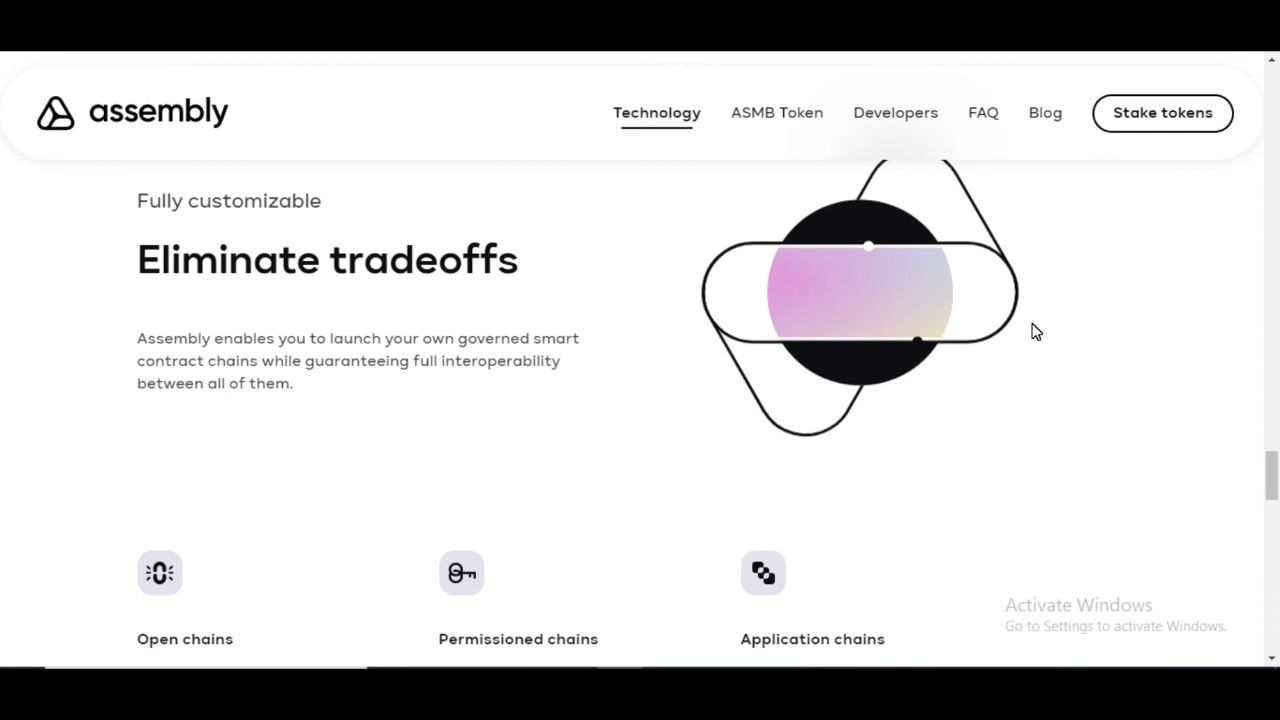 assembly
Technology ASMB Token Developers FAQ Blog Stake tokens
Fully customizable
Eliminate tradeoffs
Assembly enables you to launch your own governed smart
contract chains while guaranteeing full interoperability
between all of them.
Open chains Permissioned chains Application chains
Activate Windows
Go to Settings to activate Windows.